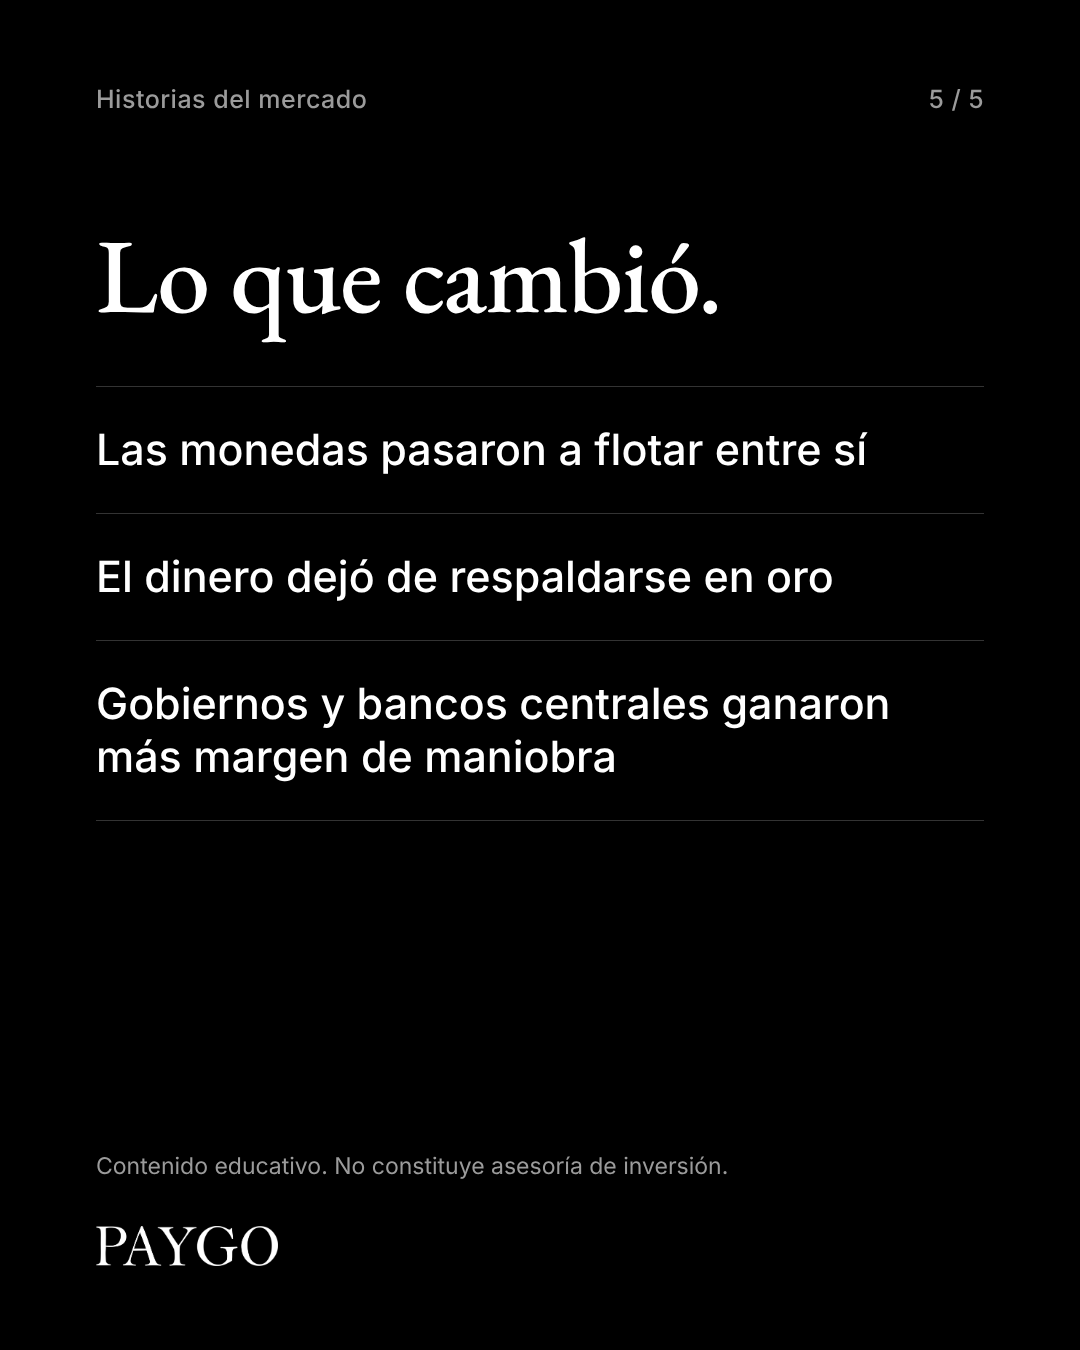 Historias del mercado
5 / 5
Lo que cambió.
Las monedas pasaron a flotar entre sí
El dinero dejó de respaldarse en oro
Gobiernos y bancos centrales ganaron
más margen de maniobra
Contenido educativo. No constituye asesoría de inversión.
PAYGO